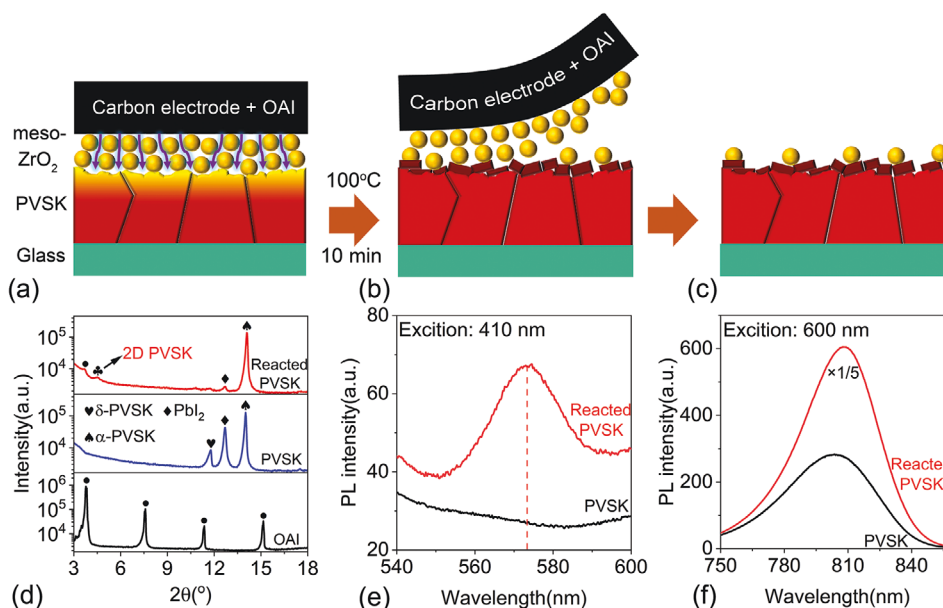 Carbon electrode + OAI
meso-
ZrO2
PVSK
Glass
(a)
100oC
10 min
Carbon electrode + OAI
(b)
(c)
Intensity(a.u.)
10^5
10^4
♣ 2D PVSK
Reacted
PVSK
10^5
10^4
♥ δ-PVSK ♦ PbI2
♠ α-PVSK
PVSK
10^6
10^5
10^4
OAI
3 6 9 12 15 18
2θ(º)
(d)
PL intensity(a.u.)
80
60
40
20
Excition: 410 nm
Reacted
PVSK
PVSK
540 560 580 600
Wavelength(nm)
(e)
PL intensity(a.u.)
600
400
200
0
Excition: 600 nm
×1/5
Reacted
PVSK
PVSK
750 780 810 840
Wavelength(nm)
(f)